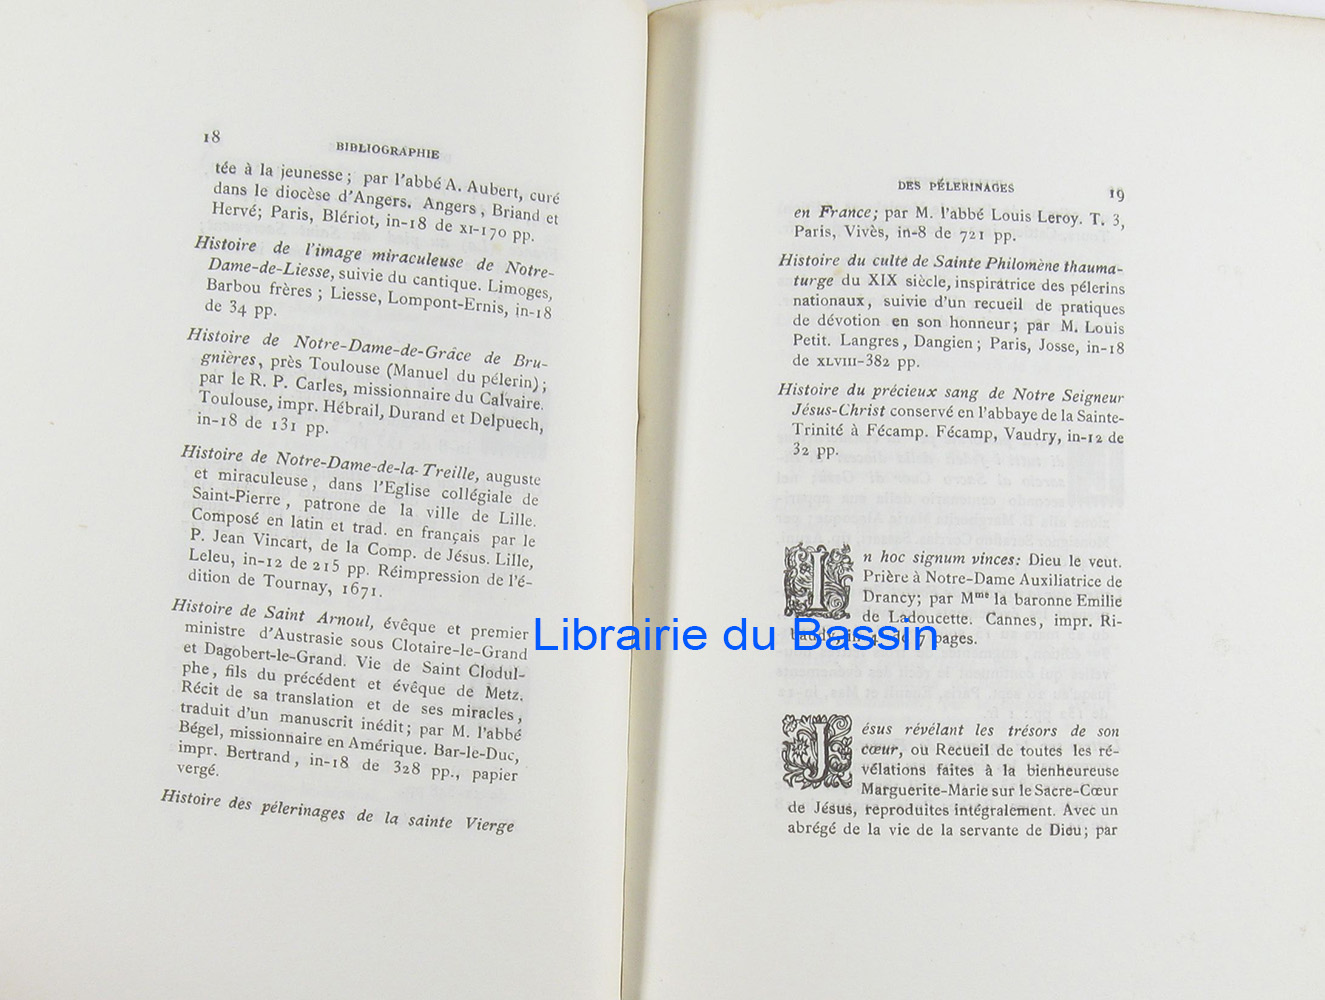 18
BIBLIOGRAPHIE
tée à la jeunesse ; par l'abbé A. Aubert, curé
dans le diocèse d'Angers. Angers, Briand et
Hervé; Paris, Blériot, in-18 de XI-170 pp.
Histoire de l'image miraculeuse de Notre-
Dame-de-Liesse, suivie du cantique. Limoges,
Barbou frères ; Liesse, Lompont-Ernis, in-18
de 34 pp.
Histoire de Notre-Dame-de-Grâce de Bru-
gnières, près Toulouse (Manuel du pélerin) ;
par le R. P. Carles, missionnaire du Calvaire.
Toulouse, impr. Hébrail, Durand et Delpuech,
in-18 de 131 pp.
Histoire de Notre-Dame-de-la-Treille, auguste
et miraculeuse, dans l'Eglise collégiale de
Saint-Pierre, patrone de la ville de Lille.
Composé en latin et trad. en français par le
P. Jean Vincart, de la Comp. de Jésus. Lille,
Leleu, in-12 de 215 pp. Réimpression de l'é-
dition de Tournay, 1671.
Histoire de Saint Arnoul, évêque et premier
ministre d'Austrasie sous Clotaire-le-Grand
et Dagobert-le-Grand. Vie de Saint Clodul-
phe, fils du précédent et évêque de Metz.
Récit de sa translation et de ses miracles,
traduit d'un manuscrit inédit; par M. l'abbé
Bégel, missionnaire en Amérique. Bar-le-Duc,
impr. Bertrand, in-18 de 328 pp., papier
vergé.
Histoire des pélerinages de la sainte Vierge
DES PÉLERINAGES
19
en France; par M. l'abbé Louis Leroy. T. 3,
Paris, Vivès, in-8 de 721 pp.
Histoire du culte de Sainte Philomène thauma-
turge du XIX siècle, inspiratrice des pélerins
nationaux, suivie d'un recueil de pratiques
de dévotion en son honneur; par M. Louis
Petit. Langres, Dangien; Paris, Josse, in-18
de XLVIII-382 pp.
Histoire du précieux sang de Notre Seigneur
Jésus-Christ conservé en l'abbaye de la Sainte-
Trinité à Fécamp. Fécamp, Vaudry, in-12 de
32 pp.
In hoc signum vinces: Dieu le veut.
Prière à Notre-Dame Auxiliatrice de
Drancy; par Mme la baronne Emilie
de Ladoucette. Cannes, impr. Ri-
baudy, in-4 de 7 pages.
Jésus révélant les trésors de son
cœur, ou Recueil de toutes les ré-
vélations faites à la bienheureuse
Marguerite-Marie sur le Sacre-Cœur
de Jésus, reproduites intégralement. Avec un
abrégé de la vie de la servante de Dieu; par
Librairie du Bassin